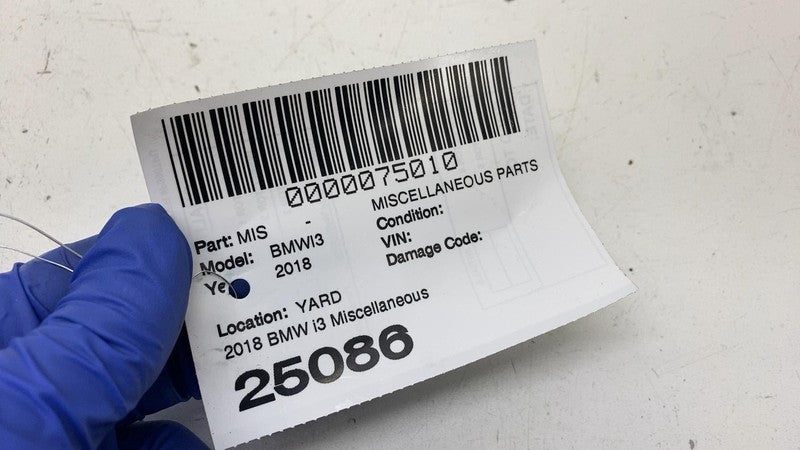 0000075010
Part: MIS - MISCELLANEOUS PARTS
Model: BMWI3 Condition:
2018 VIN:
Damage Code:
Location: YARD
2018 BMW i3 Miscellaneous
25086